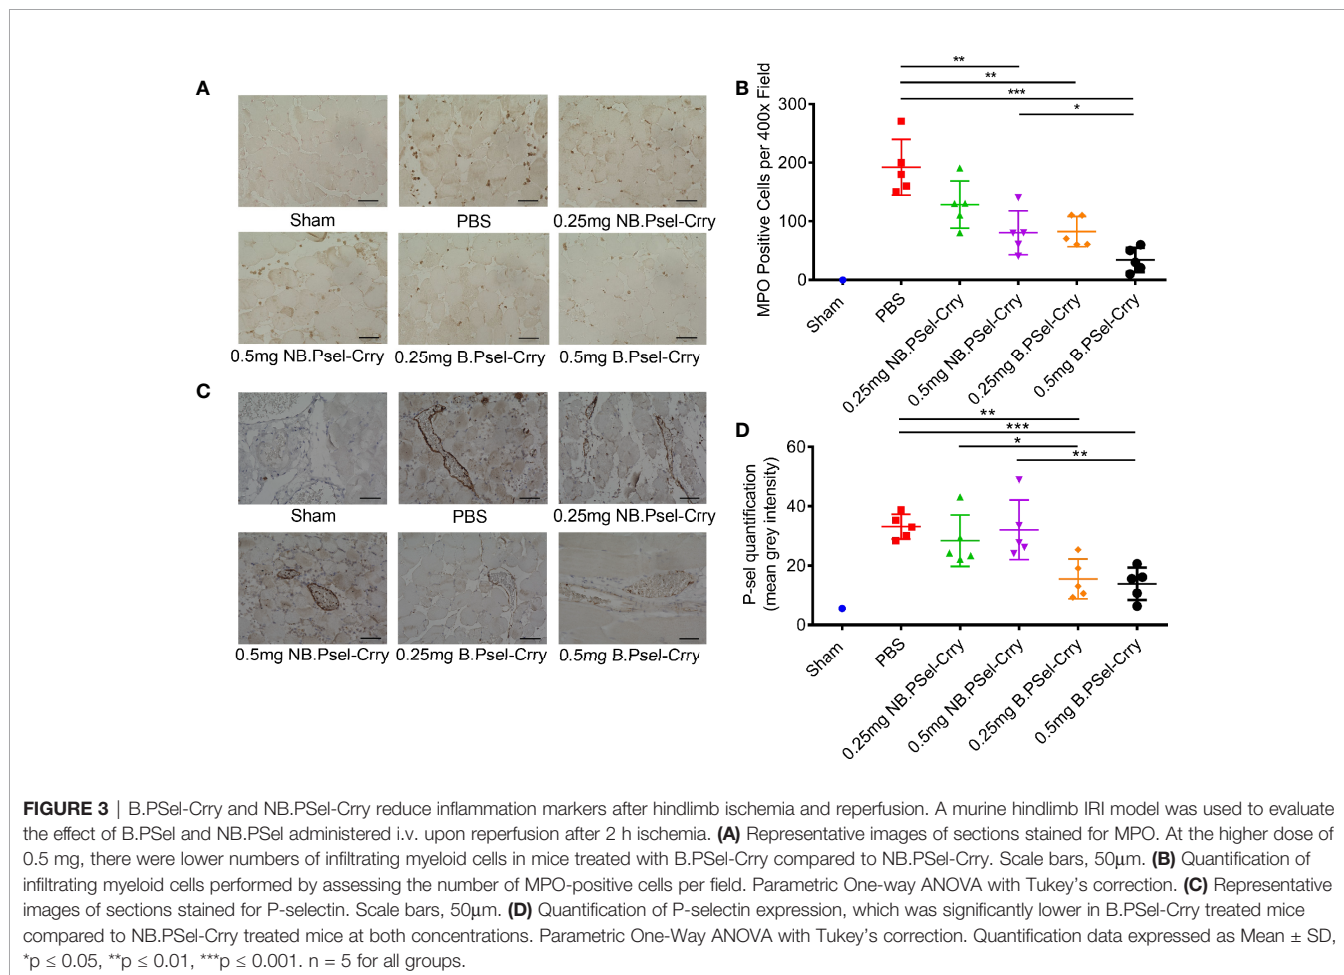 A
Sham
PBS
0.25mg NB.Psel-Crry
0.5mg NB.Psel-Crry
0.25mg B.Psel-Crry
0.5mg B.Psel-Crry
B
MPO Positive Cells per 400x Field
300
200
100
0
**
**
***
*
Sham
PBS
0.25mg NB.PSel-Crry
0.5mg NB.PSel-Crry
0.25mg B.PSel-Crry
0.5mg B.PSel-Crry
C
Sham
PBS
0.25mg NB.Psel-Crry
0.5mg NB.Psel-Crry
0.25mg B.Psel-Crry
0.5mg B.Psel-Crry
D
P-sel quantification
(mean grey intensity)
60
40
20
0
**
***
*
**
Sham
PBS
0.25mg NB.PSel-Crry
0.5mg NB.PSel-Crry
0.25mg B.PSel-Crry
0.5mg B.PSel-Crry
FIGURE 3 | B.PSel-Crry and NB.PSel-Crry reduce inflammation markers after hindlimb ischemia and reperfusion. A murine hindlimb IRI model was used to evaluate
the effect of B.PSel and NB.PSel administered i.v. upon reperfusion after 2 h ischemia. (A) Representative images of sections stained for MPO. At the higher dose of
0.5 mg, there were lower numbers of infiltrating myeloid cells in mice treated with B.PSel-Crry compared to NB.PSel-Crry. Scale bars, 50μm. (B) Quantification of
infiltrating myeloid cells performed by assessing the number of MPO-positive cells per field. Parametric One-way ANOVA with Tukey's correction. (C) Representative
images of sections stained for P-selectin. Scale bars, 50μm. (D) Quantification of P-selectin expression, which was significantly lower in B.PSel-Crry treated mice
compared to NB.PSel-Crry treated mice at both concentrations. Parametric One-Way ANOVA with Tukey's correction. Quantification data expressed as Mean ± SD,
*p ≤ 0.05, **p ≤ 0.01, ***p ≤ 0.001. n = 5 for all groups.